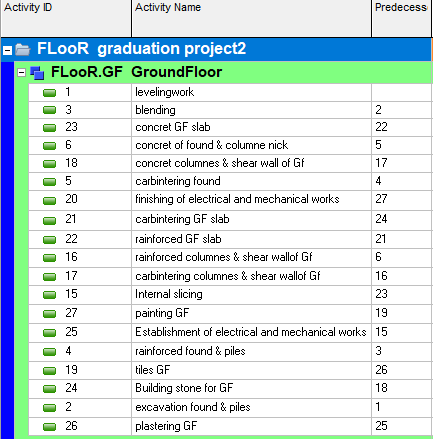 Activity ID Activity Name Predecess
FLooR graduation project2
FLooR.GF GroundFloor
1 levelingwork
3 blending 2
23 concret GF slab 22
6 concret of found & columne nick 5
18 concret columnes & shear wall of Gf 17
5 carbintering found 4
20 finishing of electrical and mechanical works 27
21 carbintering GF slab 24
22 rainforced GF slab 21
16 rainforced columnes & shear wallof Gf 6
17 carbintering columnes & shear wallof Gf 16
15 Internal slicing 23
27 painting GF 19
25 Establishment of electrical and mechanical works 15
4 rainforced found & piles 3
19 tiles GF 26
24 Building stone for GF 18
2 excavation found & piles 1
26 plastering GF 25